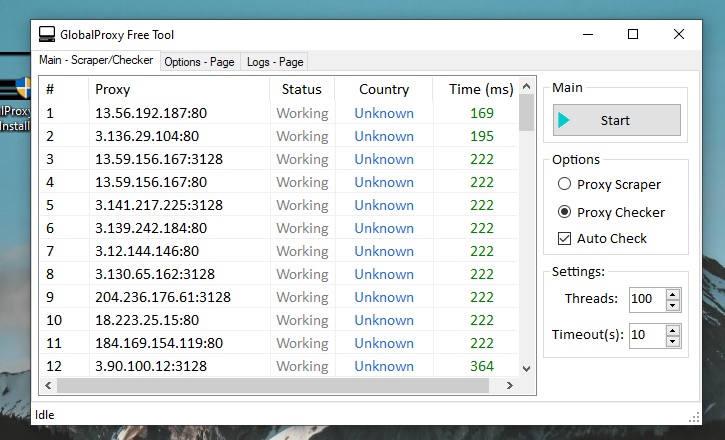 GlobalProxy Free Tool
Main - Scraper/Checker Options - Page Logs - Page
# Proxy Status Country Time (ms)
1 13.56.192.187:80 Working Unknown 169
2 3.136.29.104:80 Working Unknown 195
3 13.59.156.167:3128 Working Unknown 222
4 13.59.156.167:80 Working Unknown 222
5 3.141.217.225:3128 Working Unknown 222
6 3.139.242.184:80 Working Unknown 222
7 3.12.144.146:80 Working Unknown 222
8 3.130.65.162:3128 Working Unknown 222
9 204.236.176.61:3128 Working Unknown 222
10 18.223.25.15:80 Working Unknown 222
11 184.169.154.119:80 Working Unknown 222
12 3.90.100.12:3128 Working Unknown 364
Main
Start
Options
Proxy Scraper
Proxy Checker
Auto Check
Settings:
Threads: 100
Timeout(s): 10
Idle
lProxy
Install